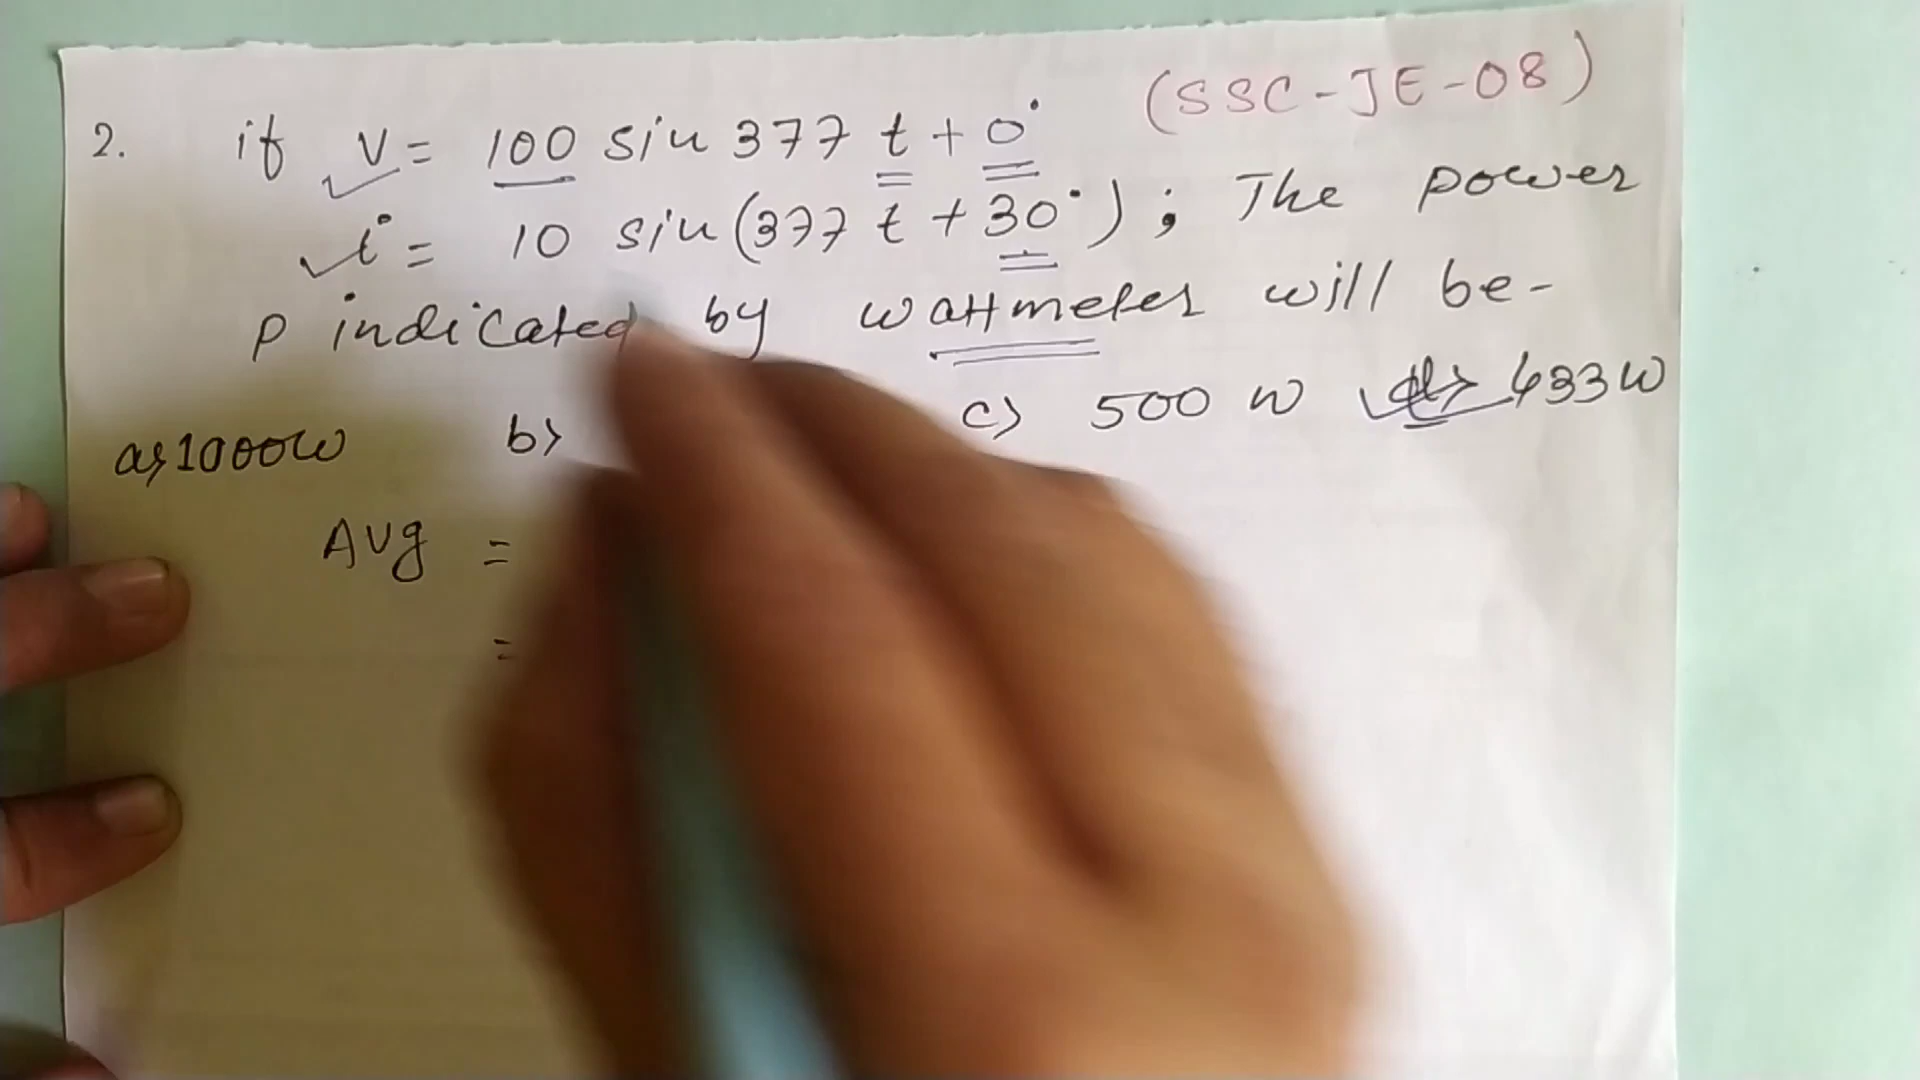 (SSC-JE-08)
2. if V = 100 sin 377 t + 0°
i = 10 sin (377 t + 30°) ; The power
P indicated by wattmeter will be-
a> 1000W b> c> 500 W d> 433W
Avg =
=